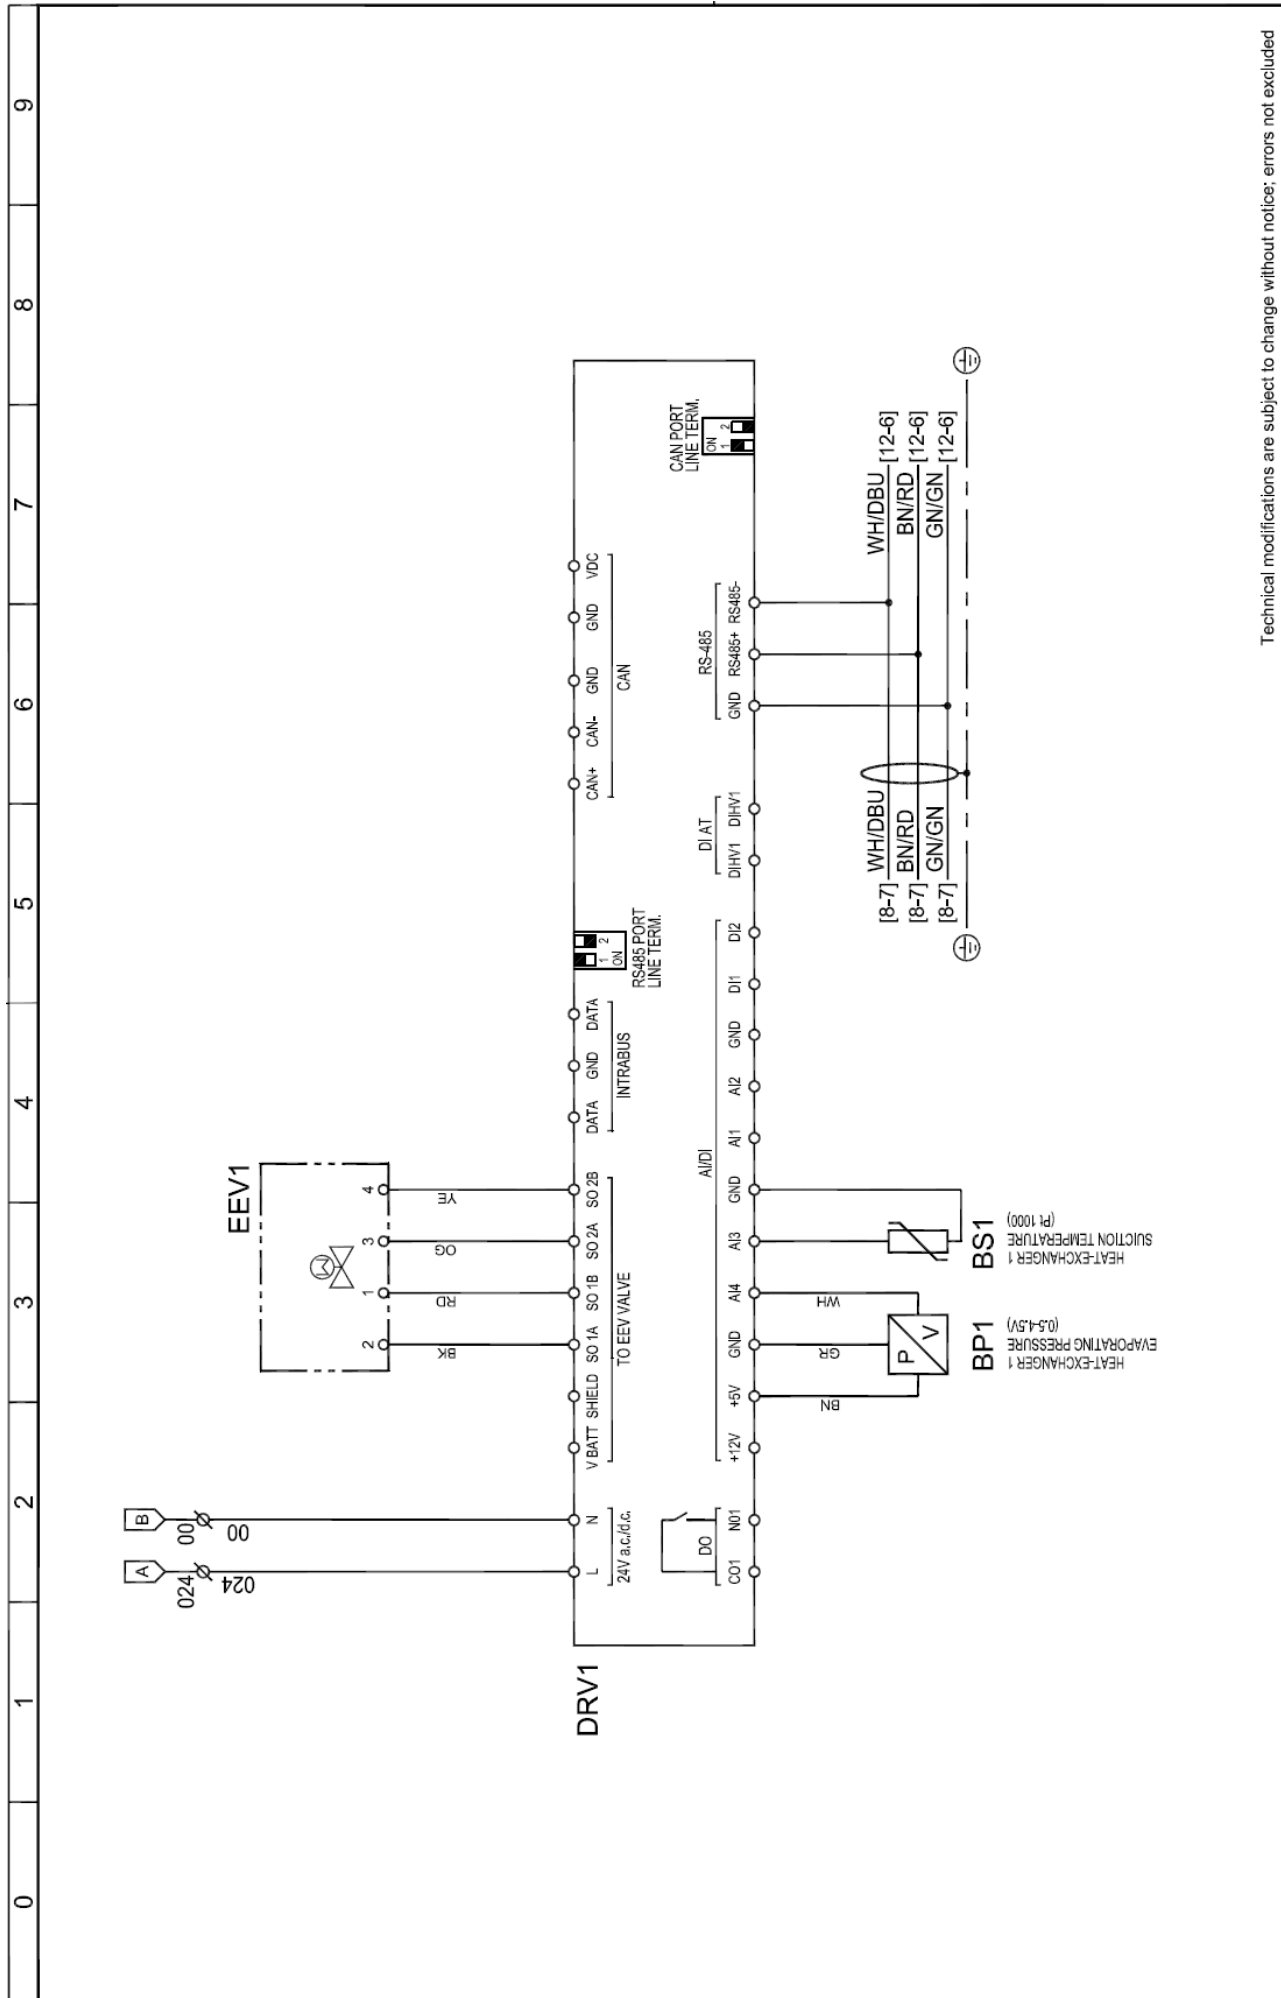 0 1 2 3 4 5 6 7 8 9
A
B
024
00
024
00
EEV1
2 1 3 4
M
BK
RD
OG
YE
DRV1
L N V BATT SHIELD SO 1A SO 1B SO 2A SO 2B DATA GND DATA CAN+ CAN- GND GND VDC
24V a.c./d.c.
TO EEV VALVE
INTRABUS
1 2
ON
RS485 PORT
LINE TERM.
CAN
CAN PORT
LINE TERM.
ON
1 2
DO
AI/DI
DI AT
RS-485
CO1 N01 +12V +5V GND AI4 AI3 GND AI1 AI2 GND DI1 DI2 DIHV1 DIHV1 GND RS485+ RS485-
BN
GR
WH
P
V
BP1
HEAT-EXCHANGER 1
EVAPORATING PRESSURE
(0.5-4.5V)
BS1
HEAT-EXCHANGER 1
SUICTION TEMPERATURE
(Pt 1000)
[8-7] WH/DBU WH/DBU [12-6]
[8-7] BN/RD BN/RD [12-6]
[8-7] GN/GN GN/GN [12-6]
Technical modifications are subject to change without notice; errors not excluded